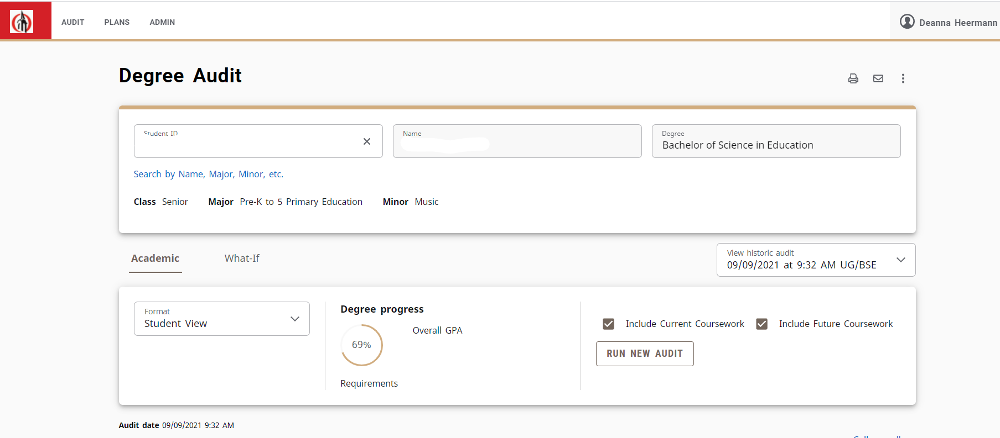 AUDIT PLANS ADMIN Deanna Heermann
Degree Audit
Student ID
Name
Degree
Bachelor of Science in Education
Search by Name, Major, Minor, etc.
Class Senior Major Pre-K to 5 Primary Education Minor Music
Academic What-If
View historic audit
09/09/2021 at 9:32 AM UG/BSE
Format
Student View
Degree progress
69%
Overall GPA
Requirements
Include Current Coursework Include Future Coursework
RUN NEW AUDIT
Audit date 09/09/2021 9:32 AM